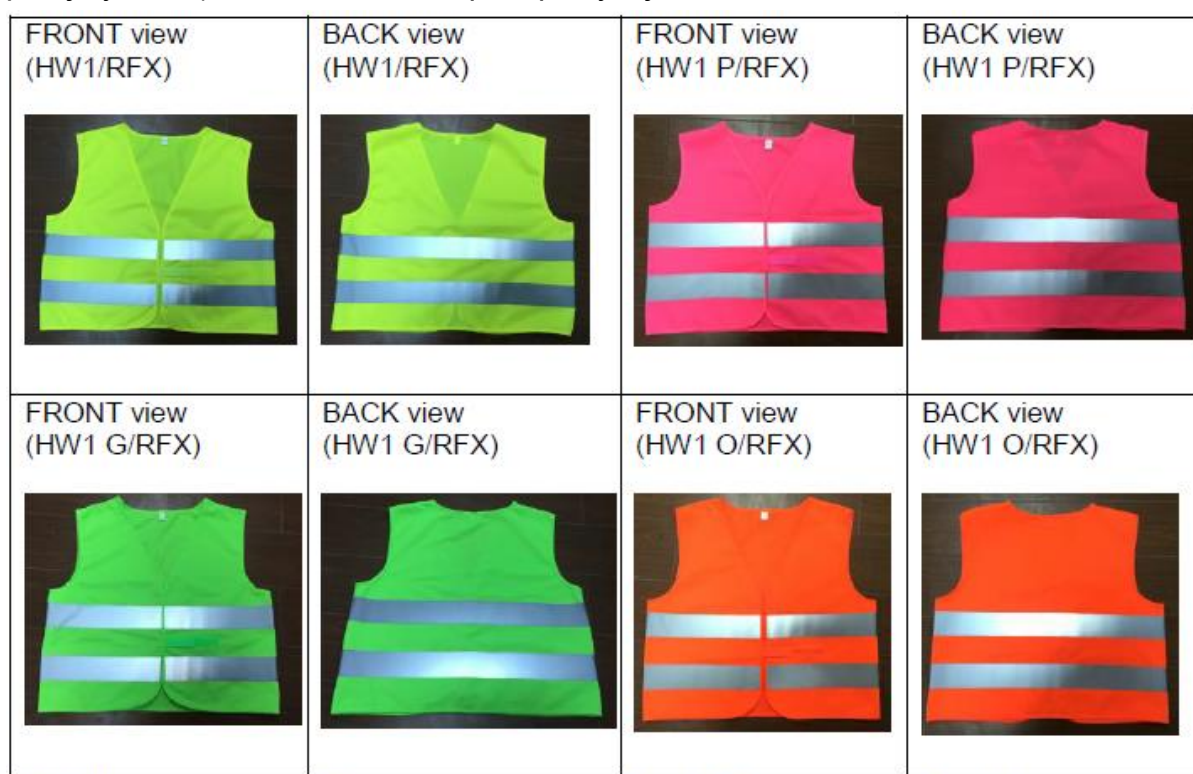 FRONT view
(HW1/RFX)
BACK view
(HW1/RFX)
FRONT view
(HW1 P/RFX)
BACK view
(HW1 P/RFX)
FRONT view
(HW1 G/RFX)
BACK view
(HW1 G/RFX)
FRONT view
(HW1 O/RFX)
BACK view
(HW1 O/RFX)